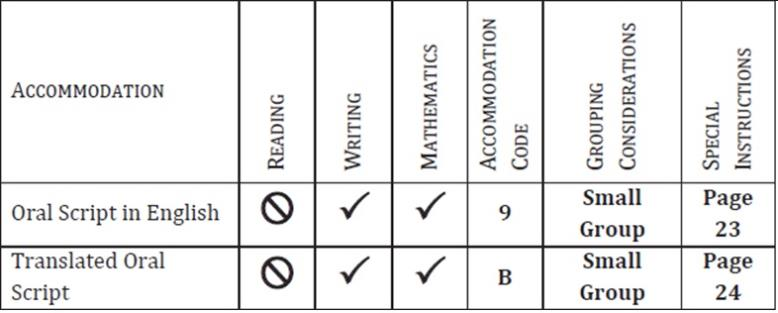 ACCOMMODATION
READING
WRITING
MATHEMATICS
ACCOMMODATION
CODE
GROUPING
CONSIDERATIONS
SPECIAL
INSTRUCTIONS
Oral Script in English
9
Small
Group
Page
23
Translated Oral
Script
B
Small
Group
Page
24